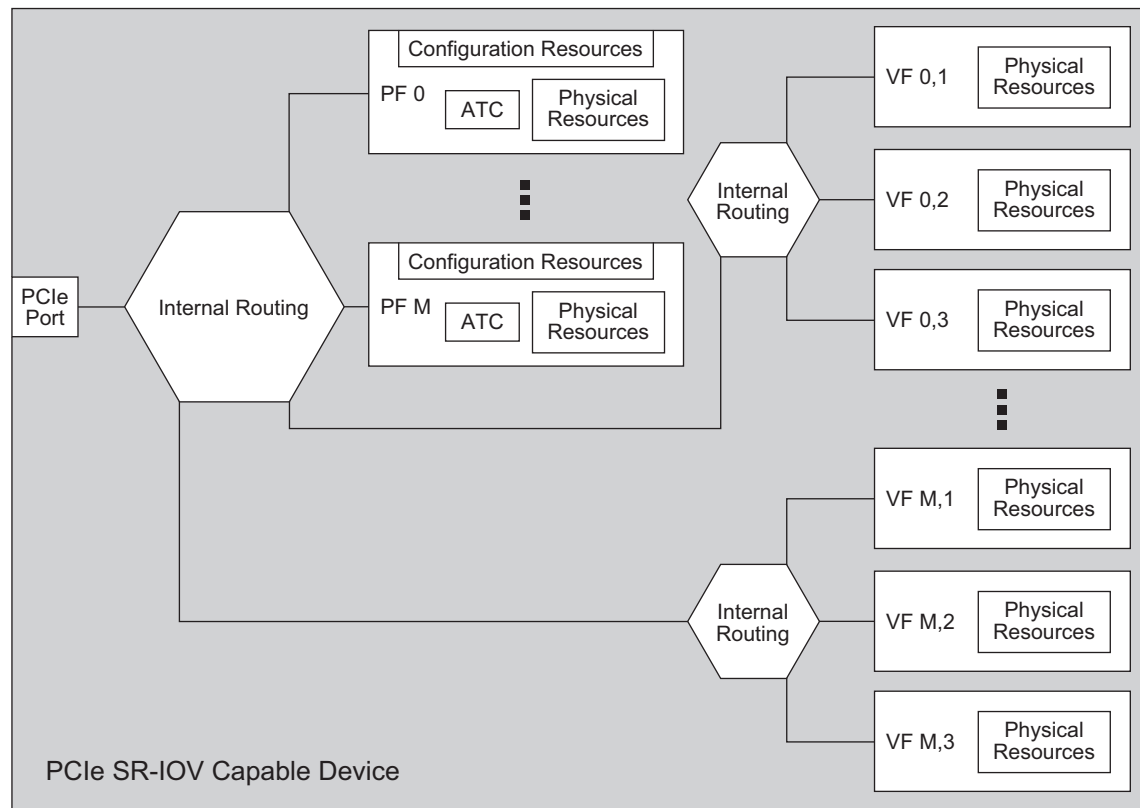 Configuration Resources
PF 0
ATC
Physical
Resources
Configuration Resources
PF M
ATC
Physical
Resources
PCIe
Port
Internal Routing
Internal
Routing
VF 0,1
Physical
Resources
VF 0,2
Physical
Resources
VF 0,3
Physical
Resources
Internal
Routing
VF M,1
Physical
Resources
VF M,2
Physical
Resources
VF M,3
Physical
Resources
PCIe SR-IOV Capable Device